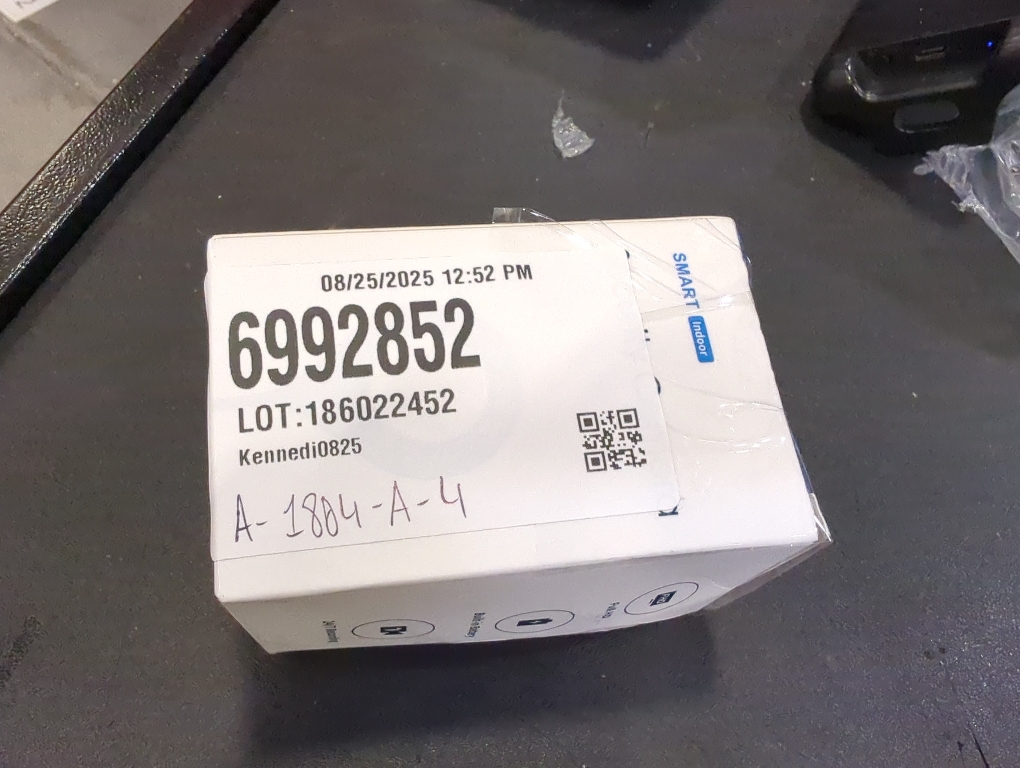 08/25/2025 12:52 PM
6992852
LOT:186022452
Kennedi0825
A-1804-A-4
SMART
Indoor